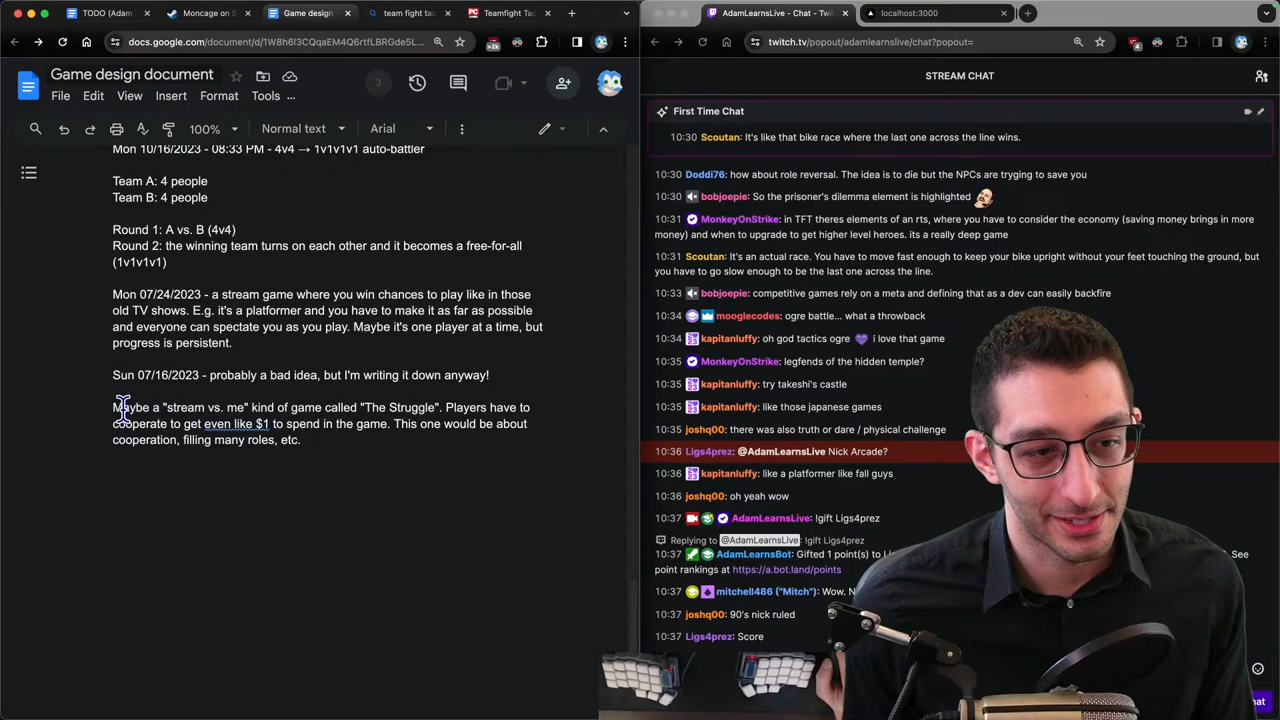 TODO (Adam
Moncage on S
Game design
team fight tac
Teamfight Tac
docs.google.com/document/d/1W8h6l3CQqaEM4Q6rtfLBRGde5L...
Game design document
File Edit View Insert Format Tools ...
100% Normal text Arial
Mon 10/16/2023 - 08:33 PM - 4v4 → 1v1v1v1 auto-battler
Team A: 4 people
Team B: 4 people
Round 1: A vs. B (4v4)
Round 2: the winning team turns on each other and it becomes a free-for-all
(1v1v1v1)
Mon 07/24/2023 - a stream game where you win chances to play like in those
old TV shows. E.g. it's a platformer and you have to make it as far as possible
and everyone can spectate you as you play. Maybe it's one player at a time, but
progress is persistent.
Sun 07/16/2023 - probably a bad idea, but I'm writing it down anyway!
Maybe a "stream vs. me" kind of game called "The Struggle". Players have to
cooperate to get even like $1 to spend in the game. This one would be about
cooperation, filling many roles, etc.
AdamLearnsLive - Chat - Twi
localhost:3000
twitch.tv/popout/adamlearnslive/chat?popout=
STREAM CHAT
First Time Chat
10:30 Scoutan: It's like that bike race where the last one across the line wins.
10:30 Doddi76: how about role reversal. The idea is to die but the NPCs are tryging to save you
10:30 bobjoepie: So the prisoner's dilemma element is highlighted
10:31 MonkeyOnStrike: in TFT theres elements of an rts, where you have to consider the economy (saving money brings in more
money) and when to upgrade to get higher level heroes. its a really deep game
10:31 Scoutan: It's an actual race. You have to move fast enough to keep your bike upright without your feet touching the ground, but
you have to go slow enough to be the last one across the line.
10:33 bobjoepie: competitive games rely on a meta and defining that as a dev can easily backfire
10:34 mooglecodes: ogre battle... what a throwback
10:34 kapitanluffy: oh god tactics ogre i love that game
10:35 MonkeyOnStrike: legfends of the hidden temple?
10:35 kapitanluffy: try takeshi's castle
10:35 kapitanluffy: like those japanese games
10:35 joshq00: there was also truth or dare / physical challenge
10:36 Ligs4prez: @AdamLearnsLive Nick Arcade?
10:36 kapitanluffy: like a platformer like fall guys
10:36 joshq00: oh yeah wow
10:37 AdamLearnsLive: !gift Ligs4prez
Replying to @AdamLearnsLive: !gift Ligs4prez
10:37 AdamLearnsBot: Gifted 1 point(s) to L
See
point rankings at https://a.bot.land/points
10:37 mitchell486 ("Mitch"): Wow. N
10:37 joshq00: 90's nick ruled
10:37 Ligs4prez: Score